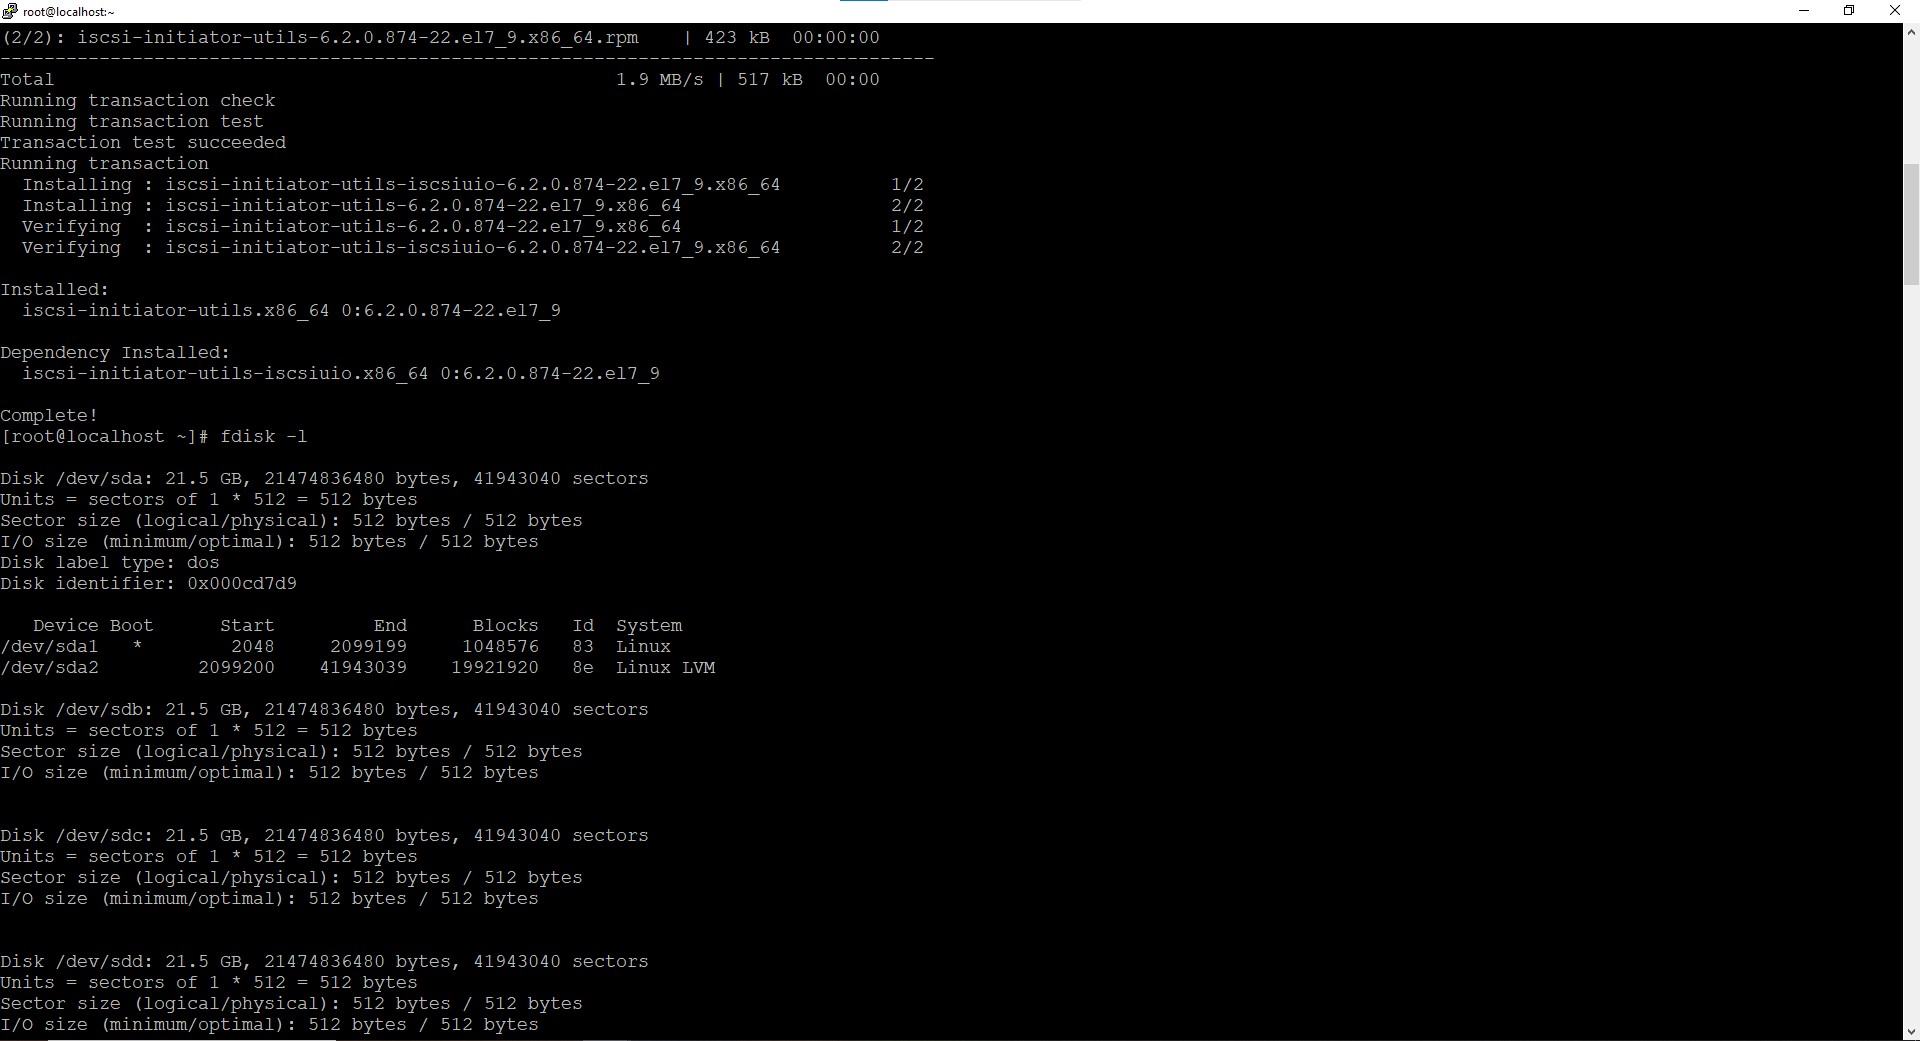 root@localhost:~
(2/2): iscsi-initiator-utils-6.2.0.874-22.el7_9.x86_64.rpm    | 423 kB  00:00:00
-------------------------------------------------------------------------------------
Total                                                   1.9 MB/s | 517 kB  00:00
Running transaction check
Running transaction test
Transaction test succeeded
Running transaction
  Installing : iscsi-initiator-utils-iscsiuio-6.2.0.874-22.el7_9.x86_64          1/2
  Installing : iscsi-initiator-utils-6.2.0.874-22.el7_9.x86_64                   2/2
  Verifying  : iscsi-initiator-utils-6.2.0.874-22.el7_9.x86_64                   1/2
  Verifying  : iscsi-initiator-utils-iscsiuio-6.2.0.874-22.el7_9.x86_64          2/2
Installed:
  iscsi-initiator-utils.x86_64 0:6.2.0.874-22.el7_9
Dependency Installed:
  iscsi-initiator-utils-iscsiuio.x86_64 0:6.2.0.874-22.el7_9
Complete!
[root@localhost ~]# fdisk -l
Disk /dev/sda: 21.5 GB, 21474836480 bytes, 41943040 sectors
Units = sectors of 1 * 512 = 512 bytes
Sector size (logical/physical): 512 bytes / 512 bytes
I/O size (minimum/optimal): 512 bytes / 512 bytes
Disk label type: dos
Disk identifier: 0x000cd7d9
   Device Boot      Start         End      Blocks   Id  System
/dev/sda1   *        2048     2099199     1048576   83  Linux
/dev/sda2         2099200    41943039    19921920   8e  Linux LVM
Disk /dev/sdb: 21.5 GB, 21474836480 bytes, 41943040 sectors
Units = sectors of 1 * 512 = 512 bytes
Sector size (logical/physical): 512 bytes / 512 bytes
I/O size (minimum/optimal): 512 bytes / 512 bytes
Disk /dev/sdc: 21.5 GB, 21474836480 bytes, 41943040 sectors
Units = sectors of 1 * 512 = 512 bytes
Sector size (logical/physical): 512 bytes / 512 bytes
I/O size (minimum/optimal): 512 bytes / 512 bytes
Disk /dev/sdd: 21.5 GB, 21474836480 bytes, 41943040 sectors
Units = sectors of 1 * 512 = 512 bytes
Sector size (logical/physical): 512 bytes / 512 bytes
I/O size (minimum/optimal): 512 bytes / 512 bytes